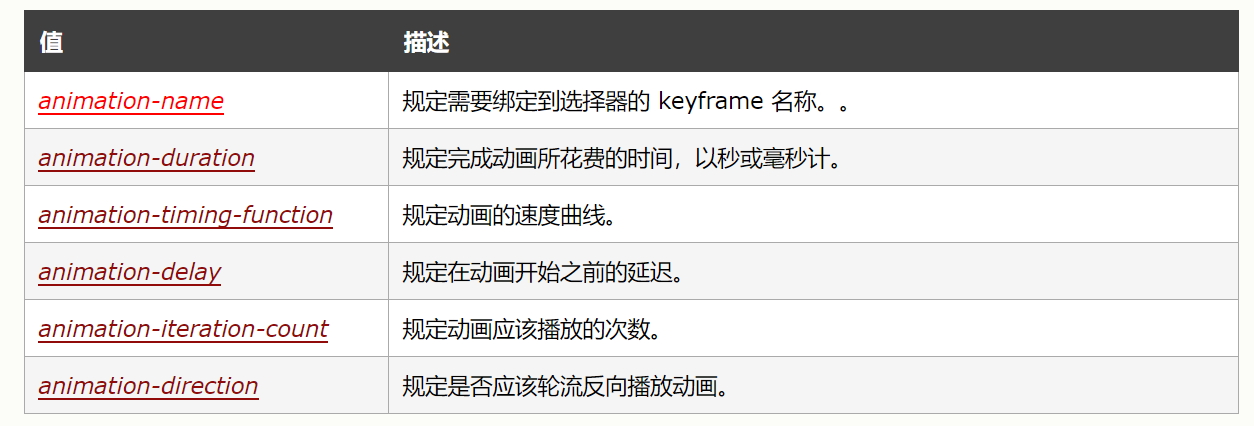 值 描述
animation-name 规定需要绑定到选择器的 keyframe 名称。。
animation-duration 规定完成动画所花费的时间，以秒或毫秒计。
animation-timing-function 规定动画的速度曲线。
animation-delay 规定在动画开始之前的延迟。
animation-iteration-count 规定动画应该播放的次数。
animation-direction 规定是否应该轮流反向播放动画。